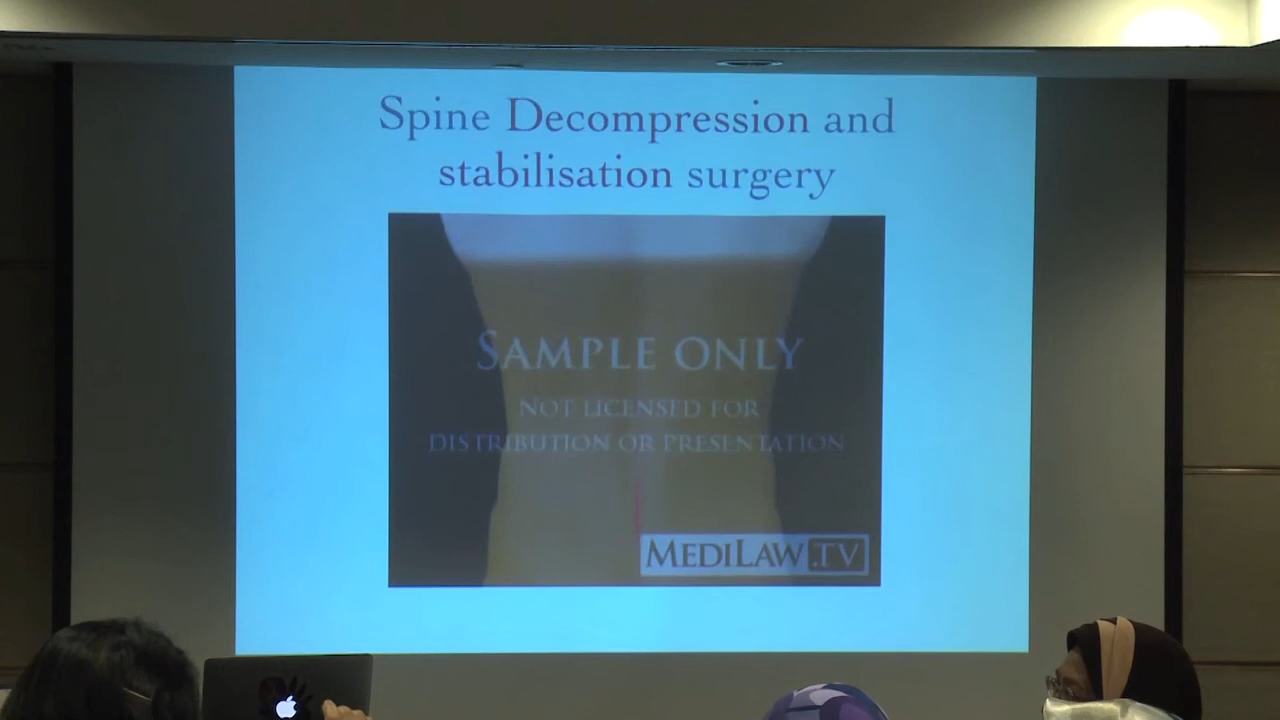 Spine Decompression and
stabilisation surgery
SAMPLE ONLY
NOT LICENSED FOR
DISTRIBUTION OR PRESENTATION
MEDILAW.TV